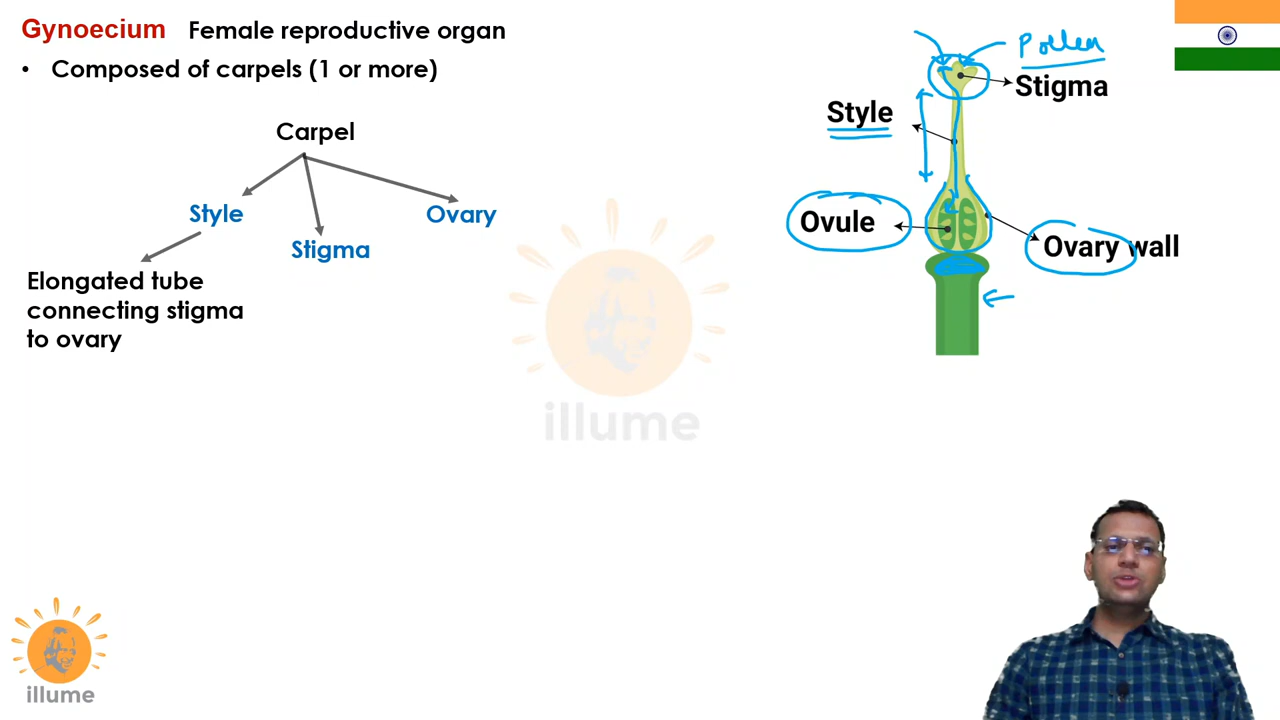 Gynoecium Female reproductive organ
• Composed of carpels (1 or more)
Carpel
Style
Stigma
Ovary
Elongated tube
connecting stigma
to ovary
Pollen
Stigma
Style
Ovule
Ovary wall
illume
illume